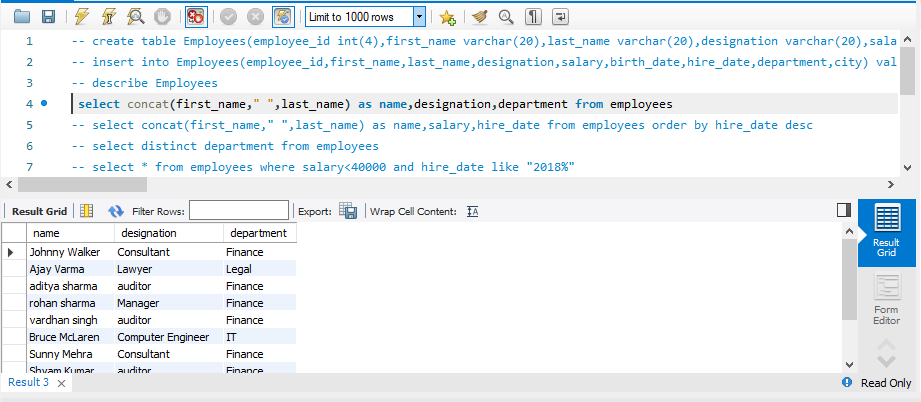 Limit to 1000 rows
1 -- create table Employees(employee_id int(4),first_name varchar(20),last_name varchar(20),designation varchar(20),sala
2 -- insert into Employees(employee_id,first_name,last_name,designation,salary,birth_date,hire_date,department,city) val
3 -- describe Employees
4 select concat(first_name," ",last_name) as name,designation,department from employees
5 -- select concat(first_name," ",last_name) as name,salary,hire_date from employees order by hire_date desc
6 -- select distinct department from employees
7 -- select * from employees where salary<40000 and hire_date like "2018%"
Result Grid Filter Rows: Export: Wrap Cell Content:
name designation department
Johnny Walker Consultant Finance
Ajay Varma Lawyer Legal
aditya sharma auditor Finance
rohan sharma Manager Finance
vardhan singh auditor Finance
Bruce McLaren Computer Engineer IT
Sunny Mehra Consultant Finance
Shyam Kumar auditor Finance
Result
Grid
Form
Editor
Result 3 Read Only